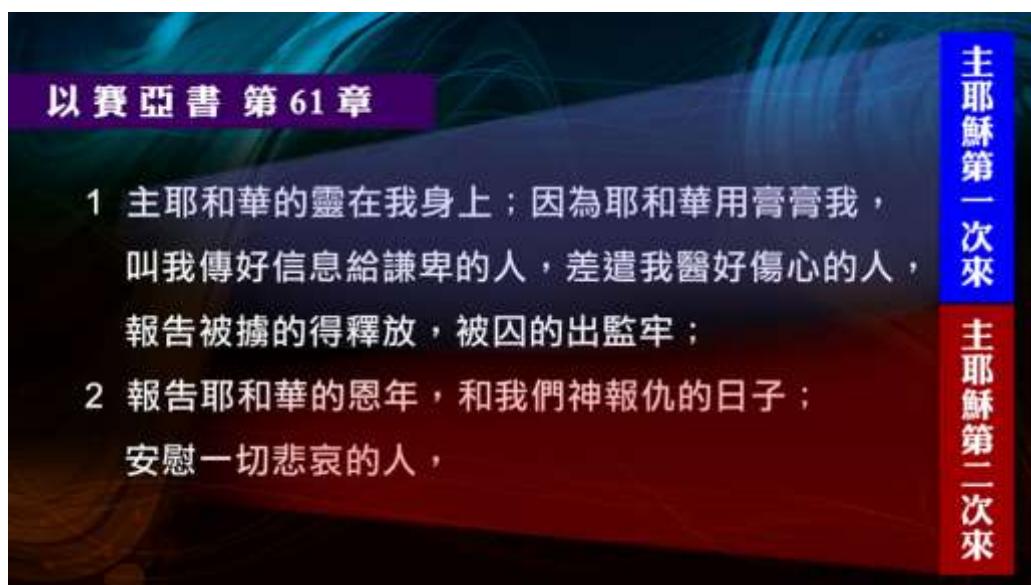 以賽亞書 第 61 章
1 主耶和華的靈在我身上；因為耶和華用膏膏我，
叫我傳好信息給謙卑的人，差遣我醫好傷心的人，
報告被擄的得釋放，被囚的出監牢；
2 報告耶和華的恩年，和我們神報仇的日子；
安慰一切悲哀的人，
主耶穌第一次來
主耶穌第二次來